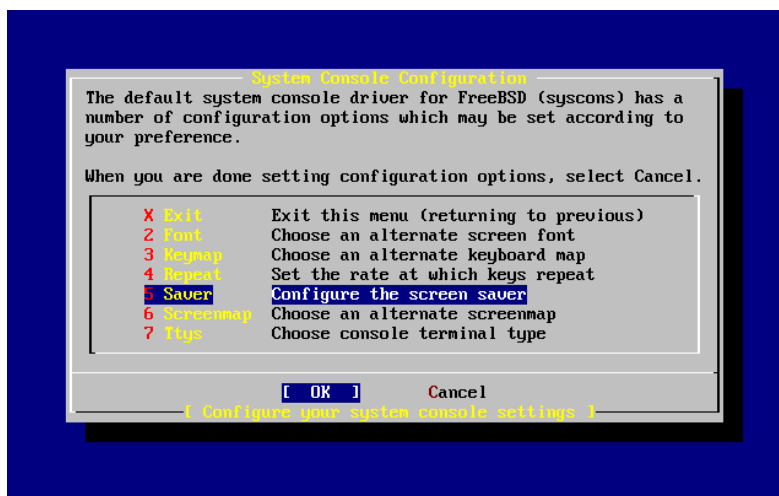 System Console Configuration
The default system console driver for FreeBSD (syscons) has a
number of configuration options which may be set according to
your preference.
When you are done setting configuration options, select Cancel.
X Exit Exit this menu (returning to previous)
2 Font Choose an alternate screen font
3 Keymap Choose an alternate keyboard map
4 Repeat Set the rate at which keys repeat
5 Saver Configure the screen saver
6 Screenmap Choose an alternate screenmap
7 Ttys Choose console terminal type
[ OK ] Cancel
[ Configure your system console settings ]